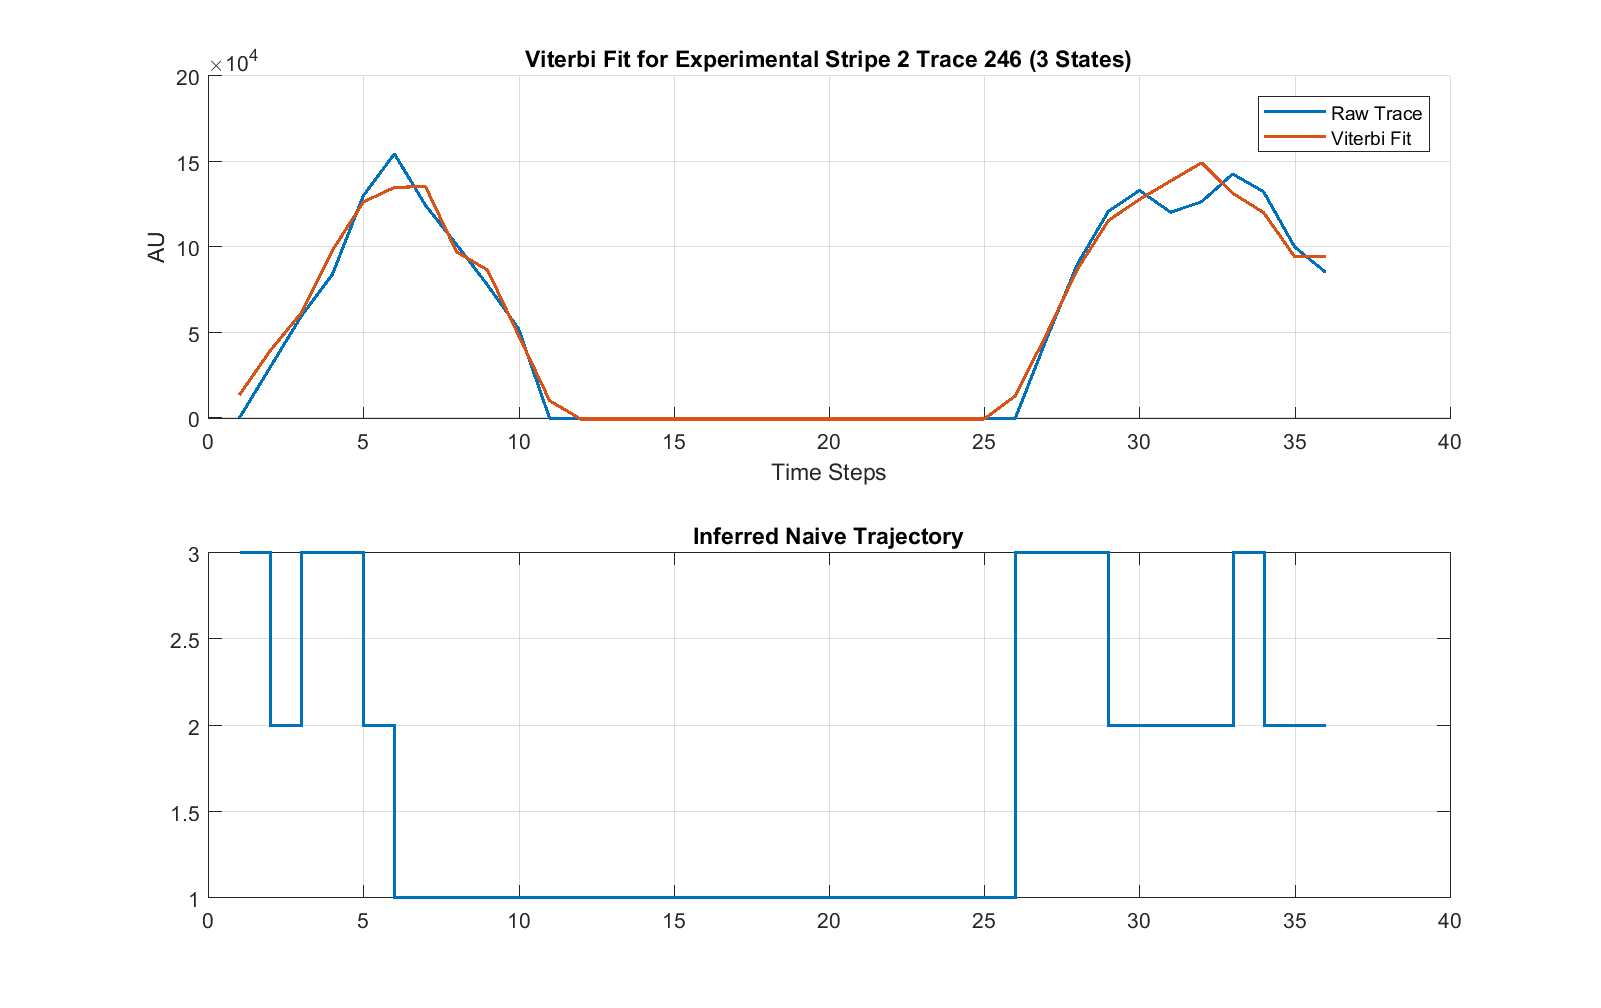 Viterbi Fit for Experimental Stripe 2 Trace 246 (3 States)
×10⁴
20
15
10
5
0
AU
Raw Trace
Viterbi Fit
0 5 10 15 20 25 30 35 40
Time Steps
Inferred Naive Trajectory
3
2.5
2
1.5
1
0 5 10 15 20 25 30 35 40